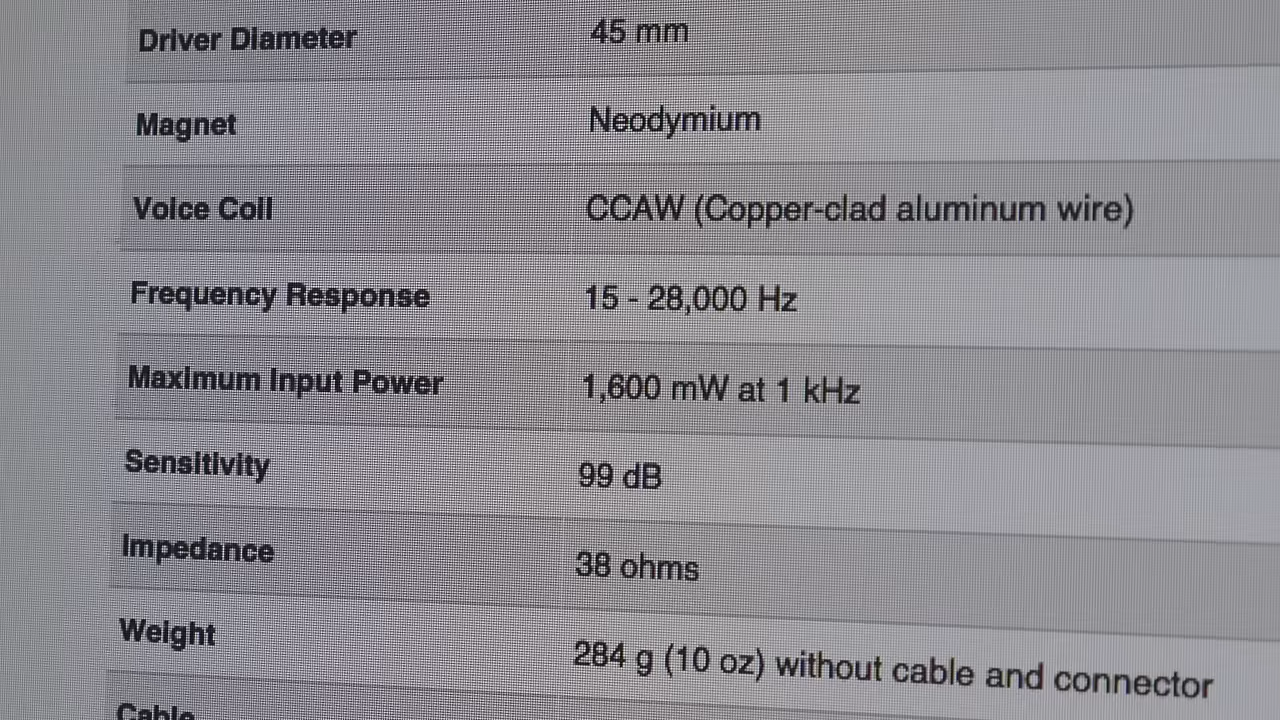 Driver Diameter 45 mm
Magnet Neodymium
Voice Coil CCAW (Copper-clad aluminum wire)
Frequency Response 15 - 28,000 Hz
Maximum Input Power 1,600 mW at 1 kHz
Sensitivity 99 dB
Impedance 38 ohms
Weight 284 g (10 oz) without cable and connector
Cable